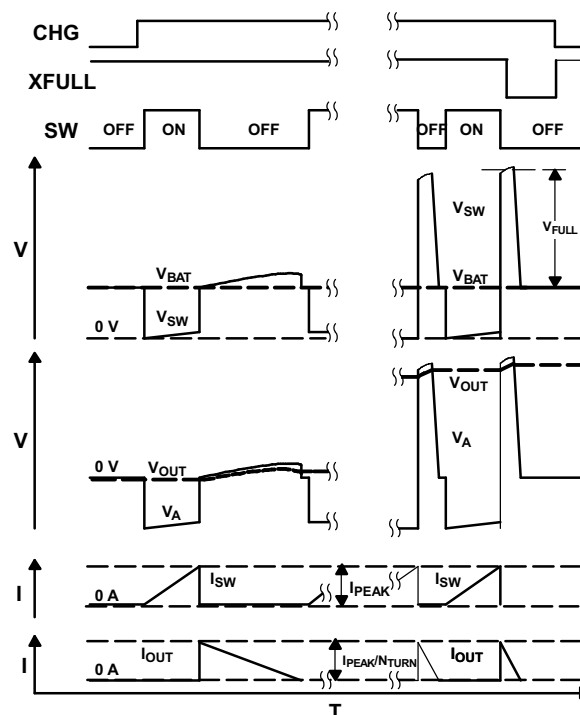 CHG
XFULL
SW OFF ON OFF OFF ON OFF
V
VSW
VFULL
VBAT VBAT
VSW
0 V
V
VOUT
0 V VOUT
VA
VA
I
ISW IPEAK ISW
0 A
I
IOUT IPEAK/NTURN IOUT
0 A
T